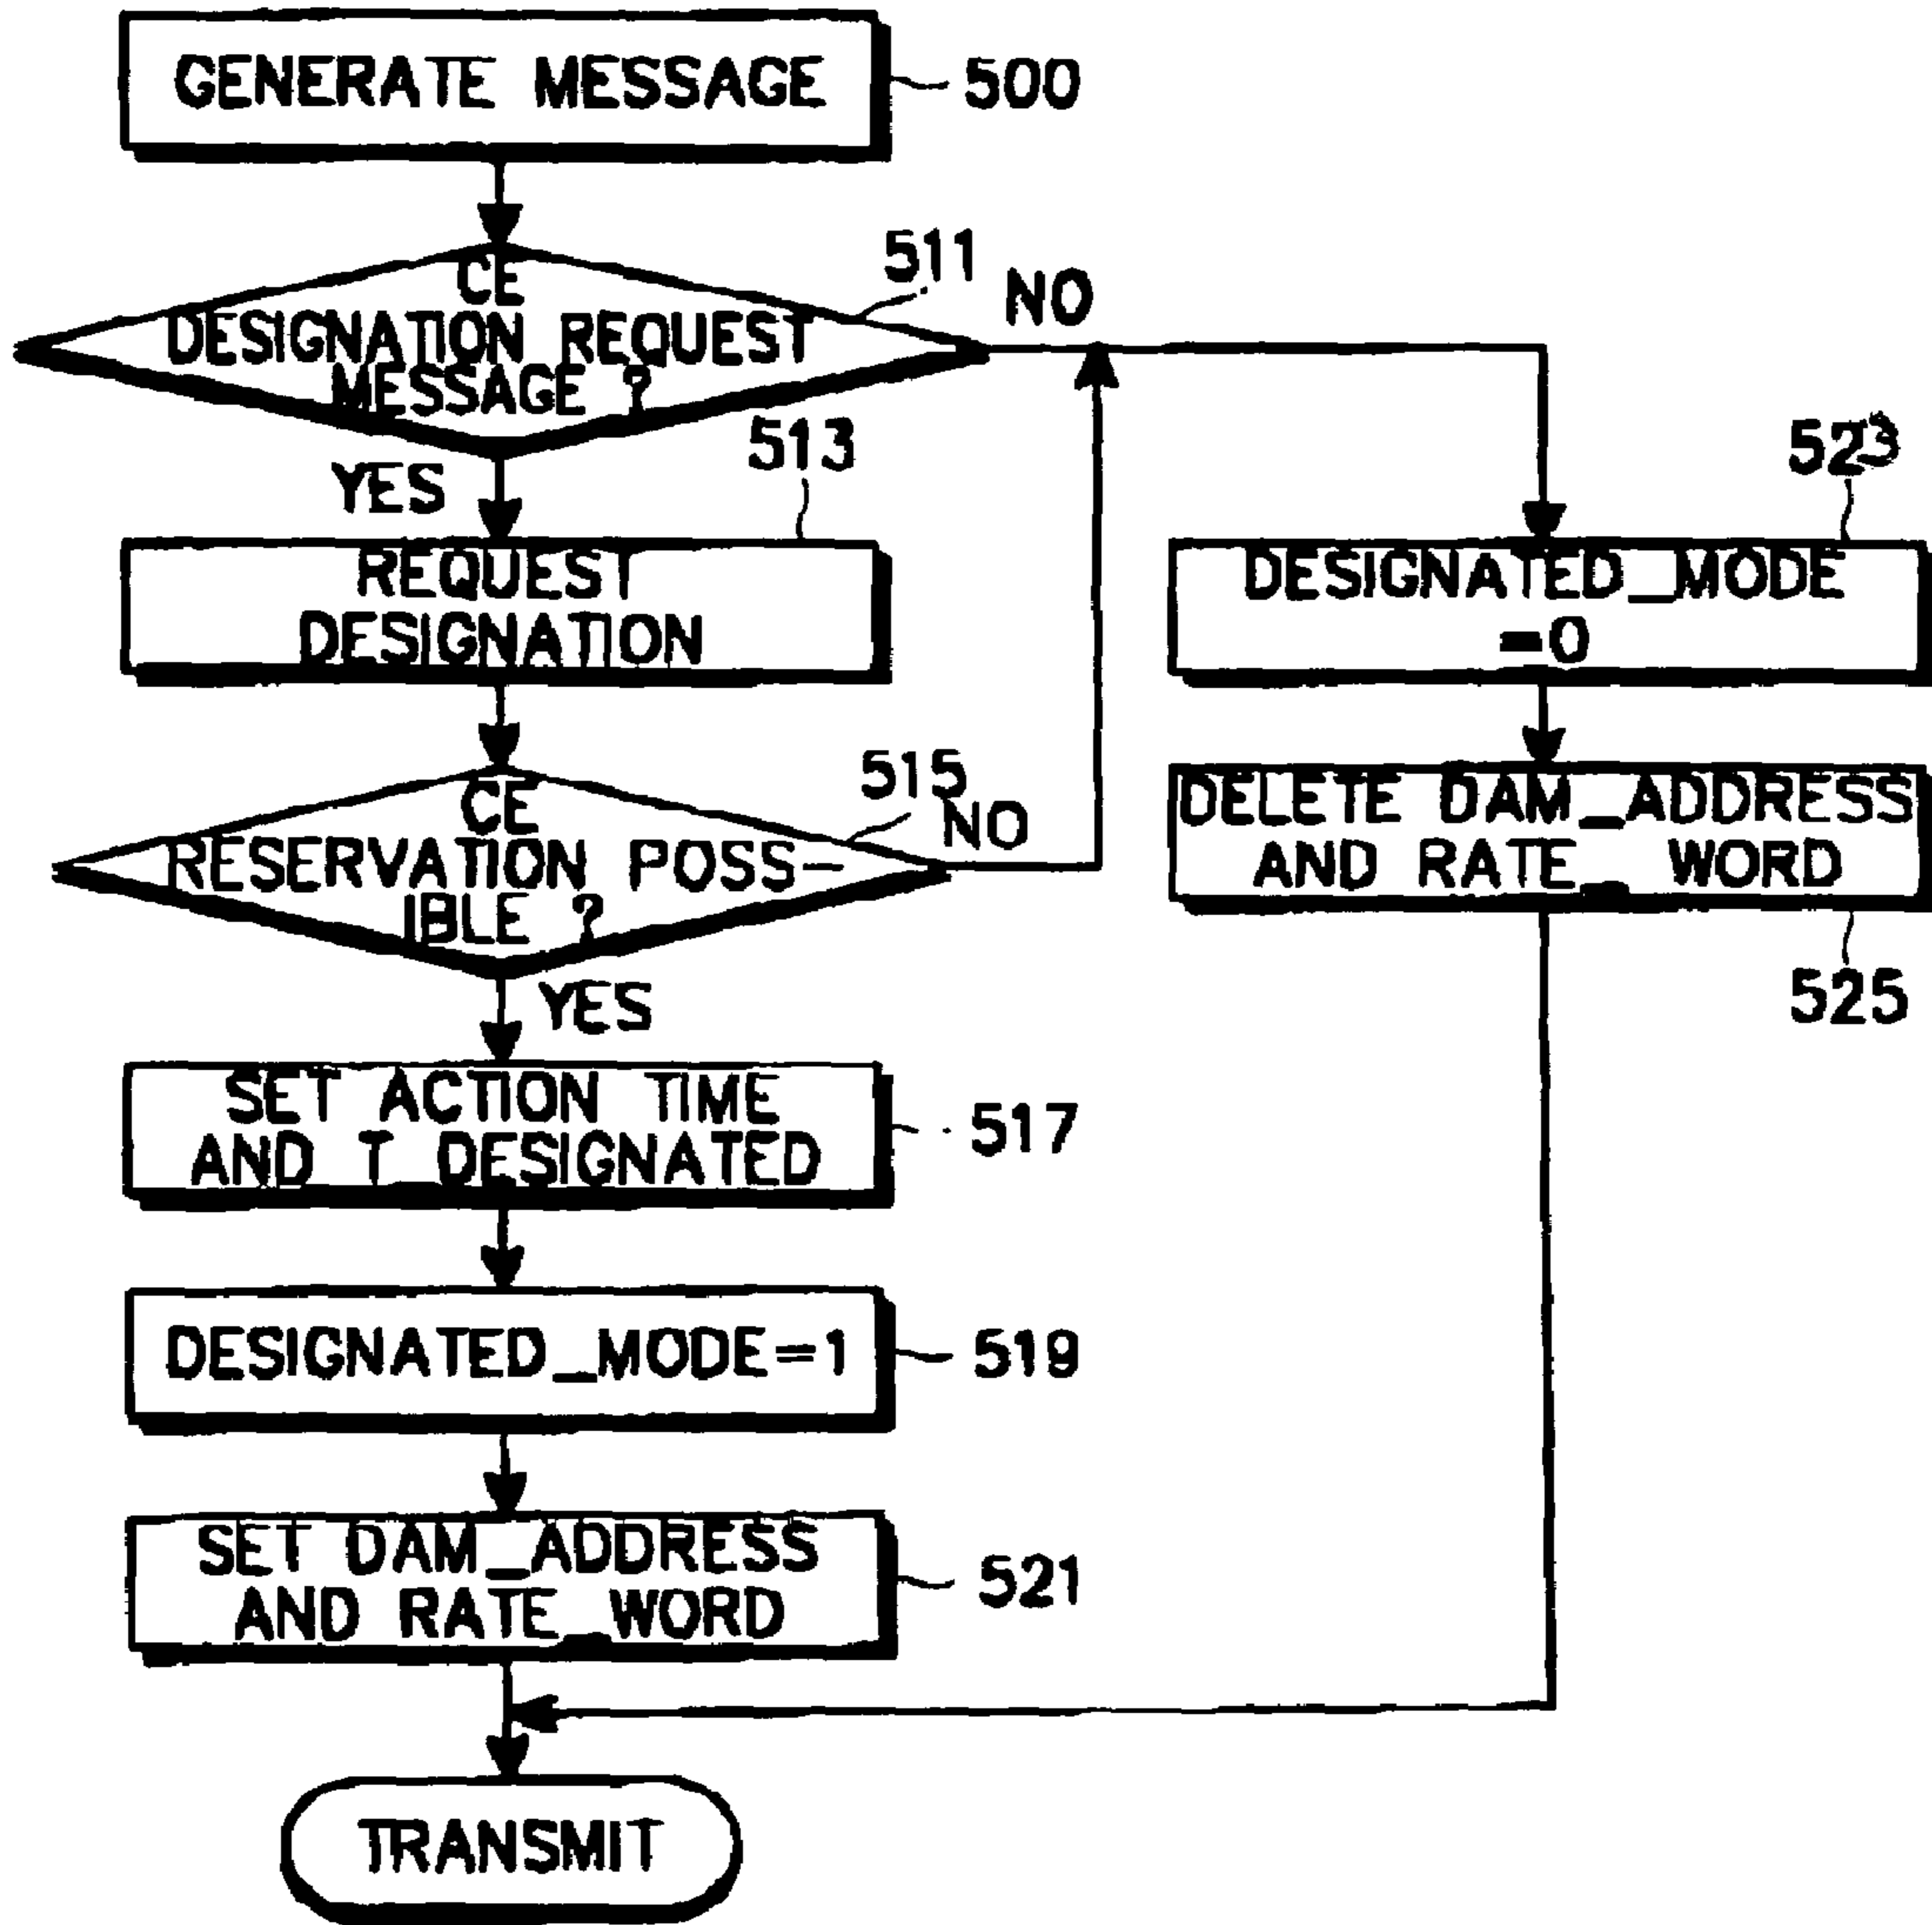 GENERATE MESSAGE
500
CE
DESIGNATION REQUEST
MESSAGE ?
511
NO
YES
513
REQUEST
DESIGNATION
523
DESIGNATED_MODE
=0
CE
RESERVATION POSS-
IBLE ?
515
NO
YES
DELETE DAM_ADDRESS
AND RATE_ WORD
525
SET ACTION TIME
AND T_DESIGNATED
517
DESIGNATED_MODE=1
519
SET DAM_ADDRESS
AND RATE_WORD
521
TRANSMIT